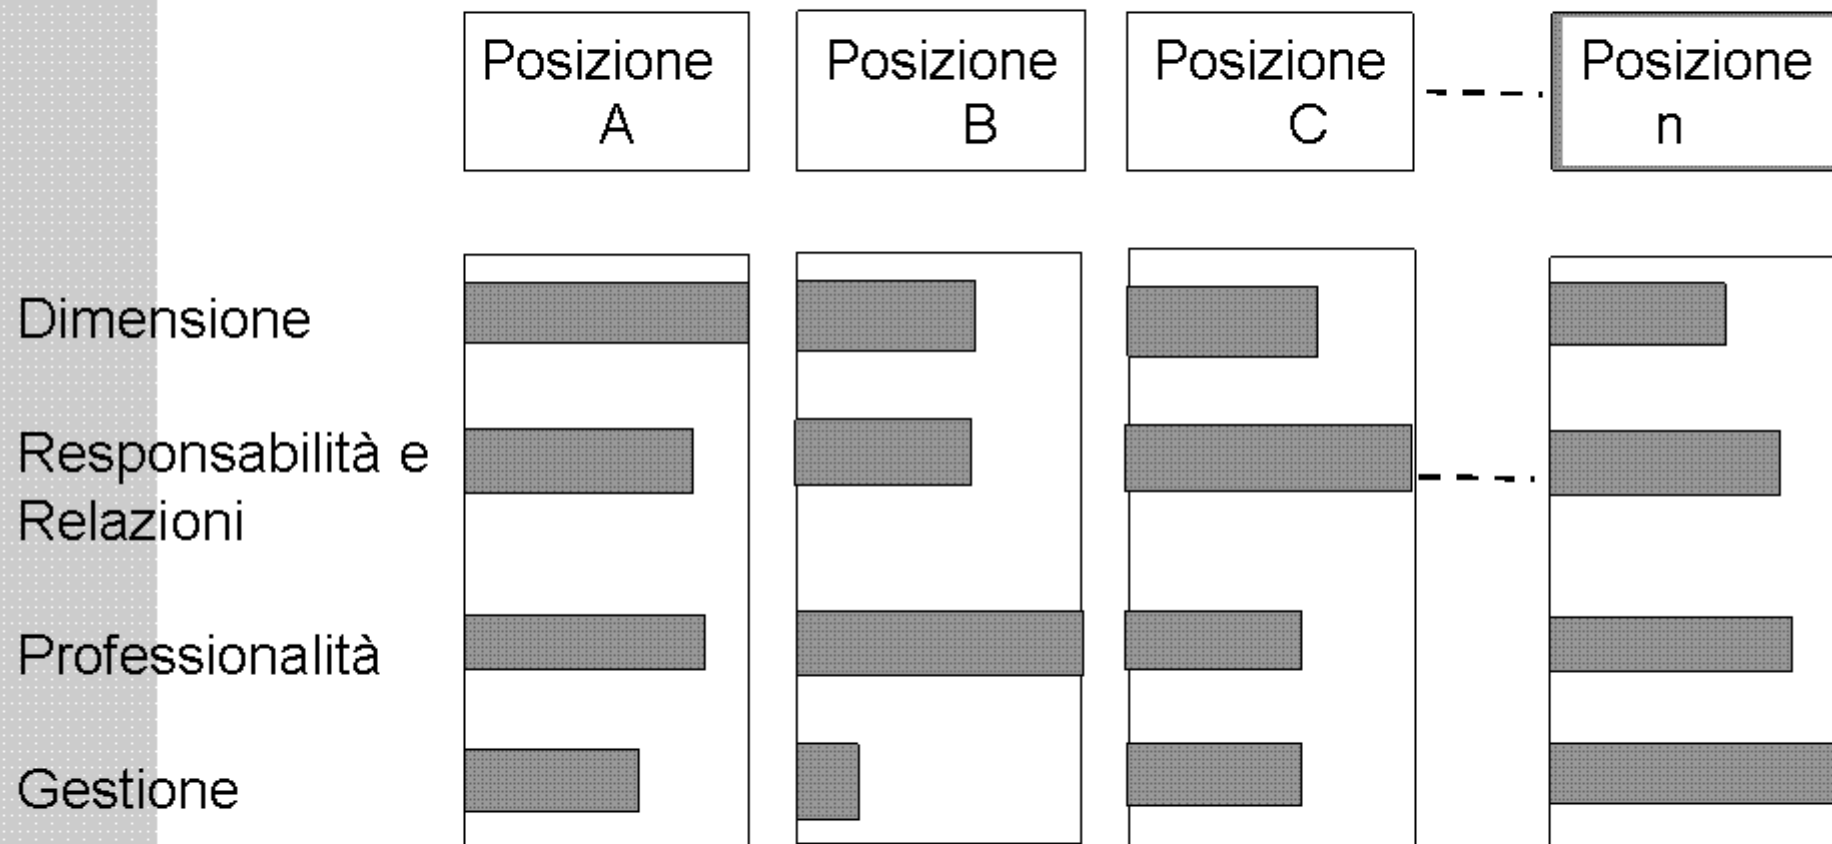 Posizione
A
Posizione
B
Posizione
C
Posizione
n
Dimensione
Responsabilità e
Relazioni
Professionalità
Gestione